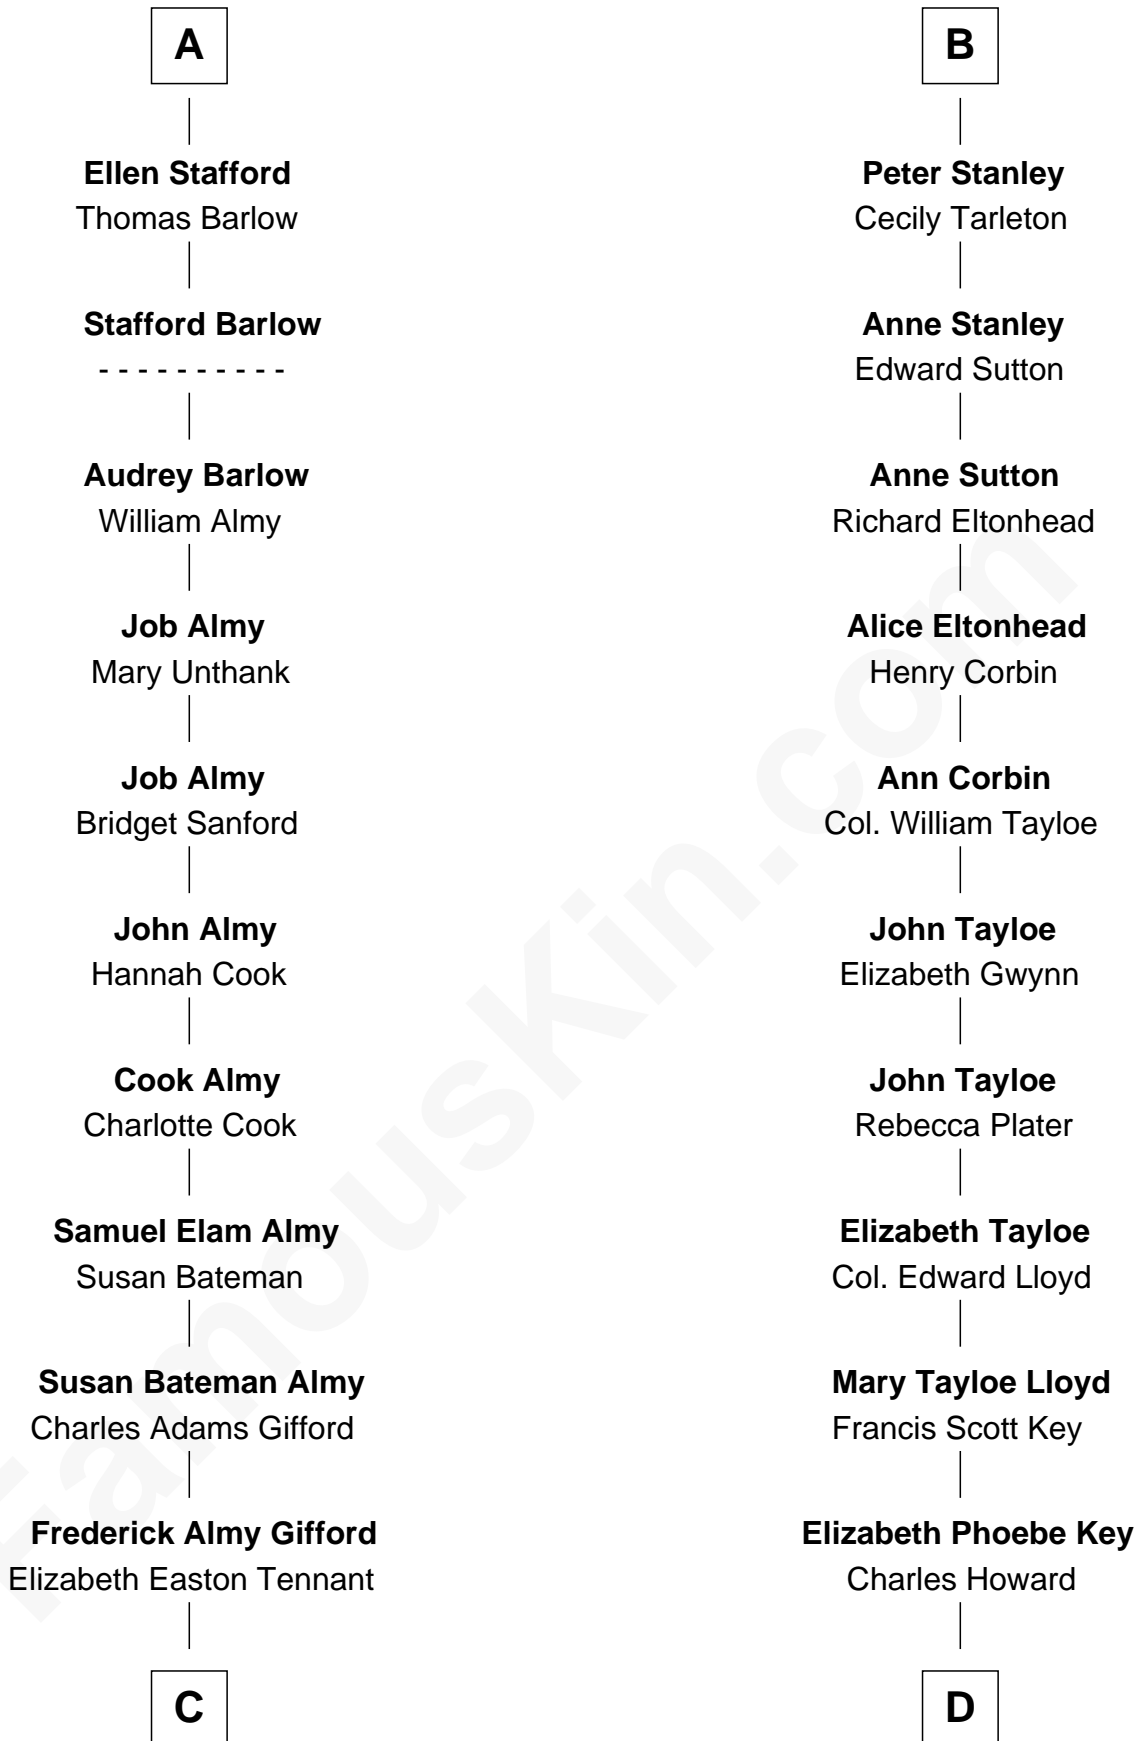 A
Ellen Stafford
Thomas Barlow
Stafford Barlow
- - - - - - - - - -
Audrey Barlow
William Almy
Job Almy
Mary Unthank
Job Almy
Bridget Sanford
John Almy
Hannah Cook
Cook Almy
Charlotte Cook
Samuel Elam Almy
Susan Bateman
Susan Bateman Almy
Charles Adams Gifford
Frederick Almy Gifford
Elizabeth Easton Tennant
C
B
Peter Stanley
Cecily Tarleton
Anne Stanley
Edward Sutton
Anne Sutton
Richard Eltonhead
Alice Eltonhead
Henry Corbin
Ann Corbin
Col. William Tayloe
John Tayloe
Elizabeth Gwynn
John Tayloe
Rebecca Plater
Elizabeth Tayloe
Col. Edward Lloyd
Mary Tayloe Lloyd
Francis Scott Key
Elizabeth Phoebe Key
Charles Howard
D
FamousKin.com